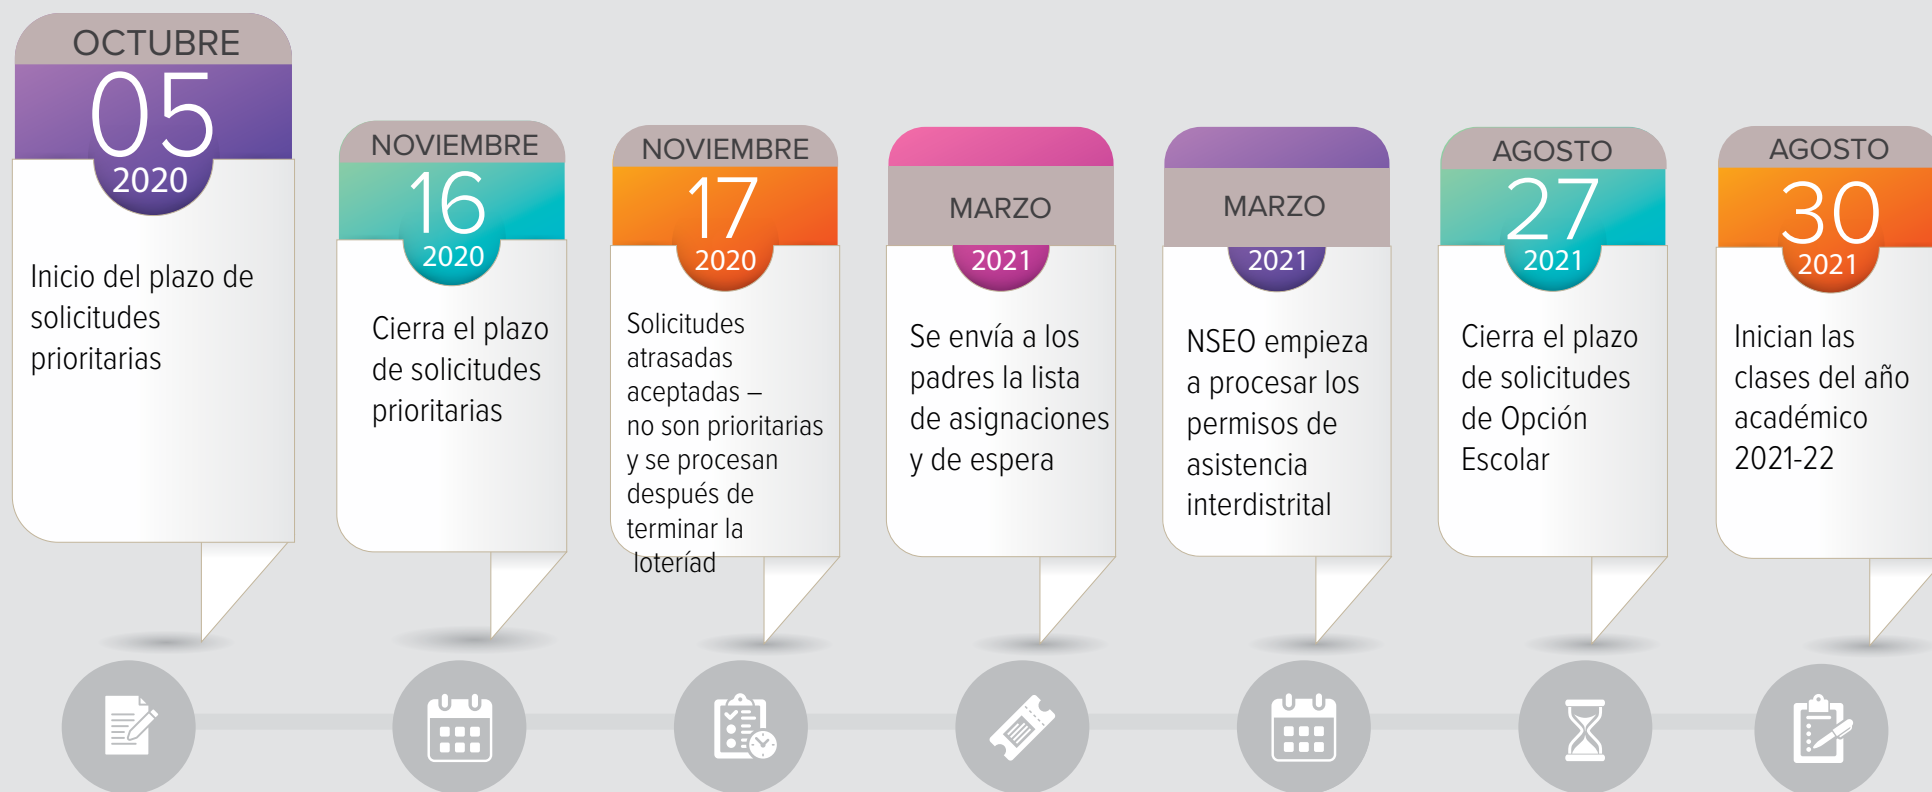 OCTUBRE
05
2020
Inicio del plazo de
solicitudes
prioritarias
NOVIEMBRE
16
2020
Cierra el plazo
de solicitudes
prioritarias
NOVIEMBRE
17
2020
Solicitudes
atrasadas
aceptadas –
no son prioritarias
y se procesan
después de
terminar la
loteríad
MARZO
2021
Se envía a los
padres la lista
de asignaciones
y de espera
MARZO
2021
NSEO empieza
a procesar los
permisos de
asistencia
interdistrital
AGOSTO
27
2021
Cierra el plazo
de solicitudes
de Opción
Escolar
AGOSTO
30
2021
Inician las
clases del año
académico
2021-22